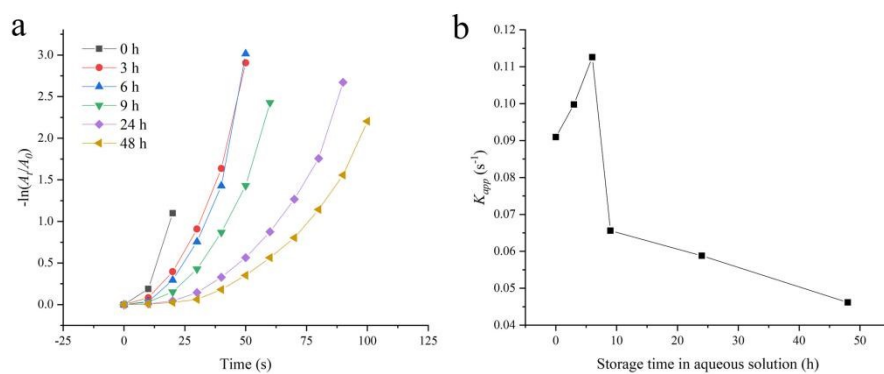 a
0 h
3 h
6 h
9 h
24 h
48 h
-ln(At/A0)
3.0
2.5
2.0
1.5
1.0
0.5
0.0
-25 0 25 50 75 100 125
Time (s)
b
Kapp (s-1)
0.12
0.11
0.10
0.09
0.08
0.07
0.06
0.05
0.04
0 10 20 30 40 50
Storage time in aqueous solution (h)